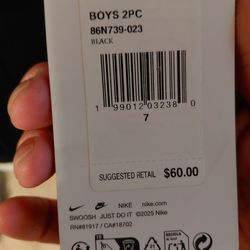 BOYS 2PC
86N739-023
BLACK
1 99012 03238 0
7
SUGGESTED RETAIL $60.00
NIKE nike.com
SWOOSH JUST DO IT ©2025 Nike
RN#81917 / CA#18702